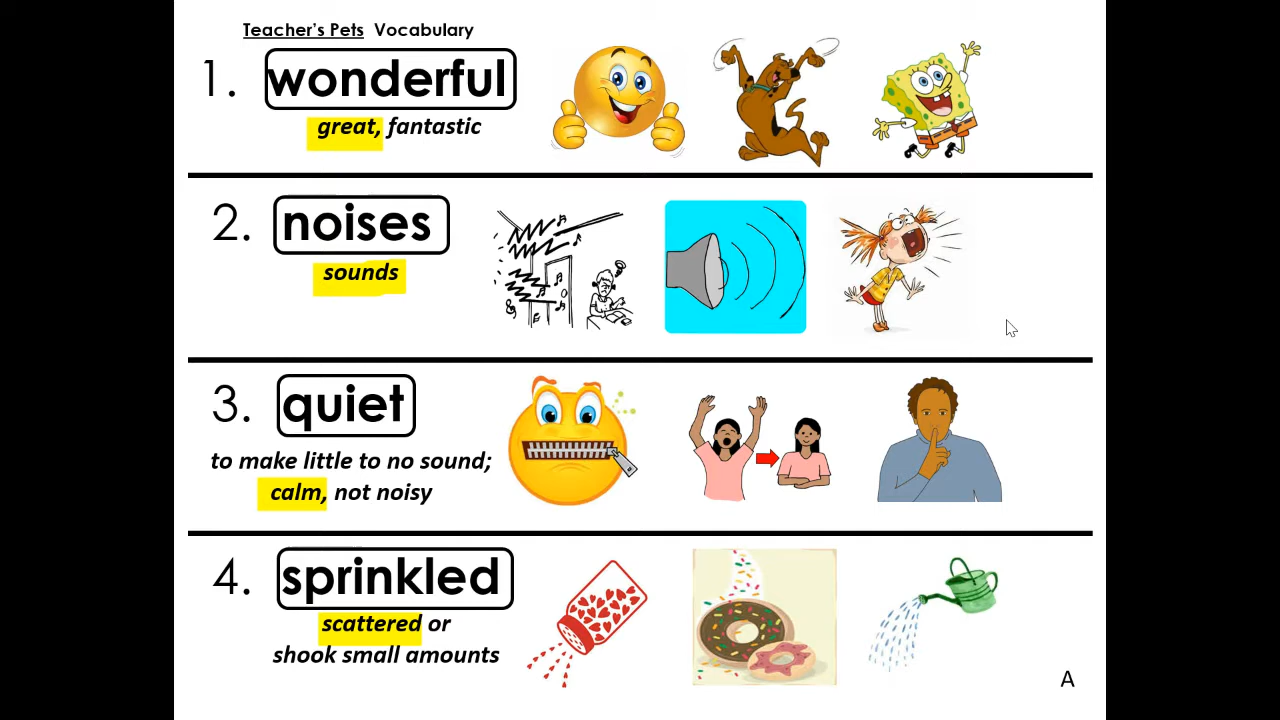 Teacher's Pets Vocabulary
1. wonderful
great, fantastic
2. noises
sounds
3. quiet
to make little to no sound;
calm, not noisy
4. sprinkled
scattered or
shook small amounts
A